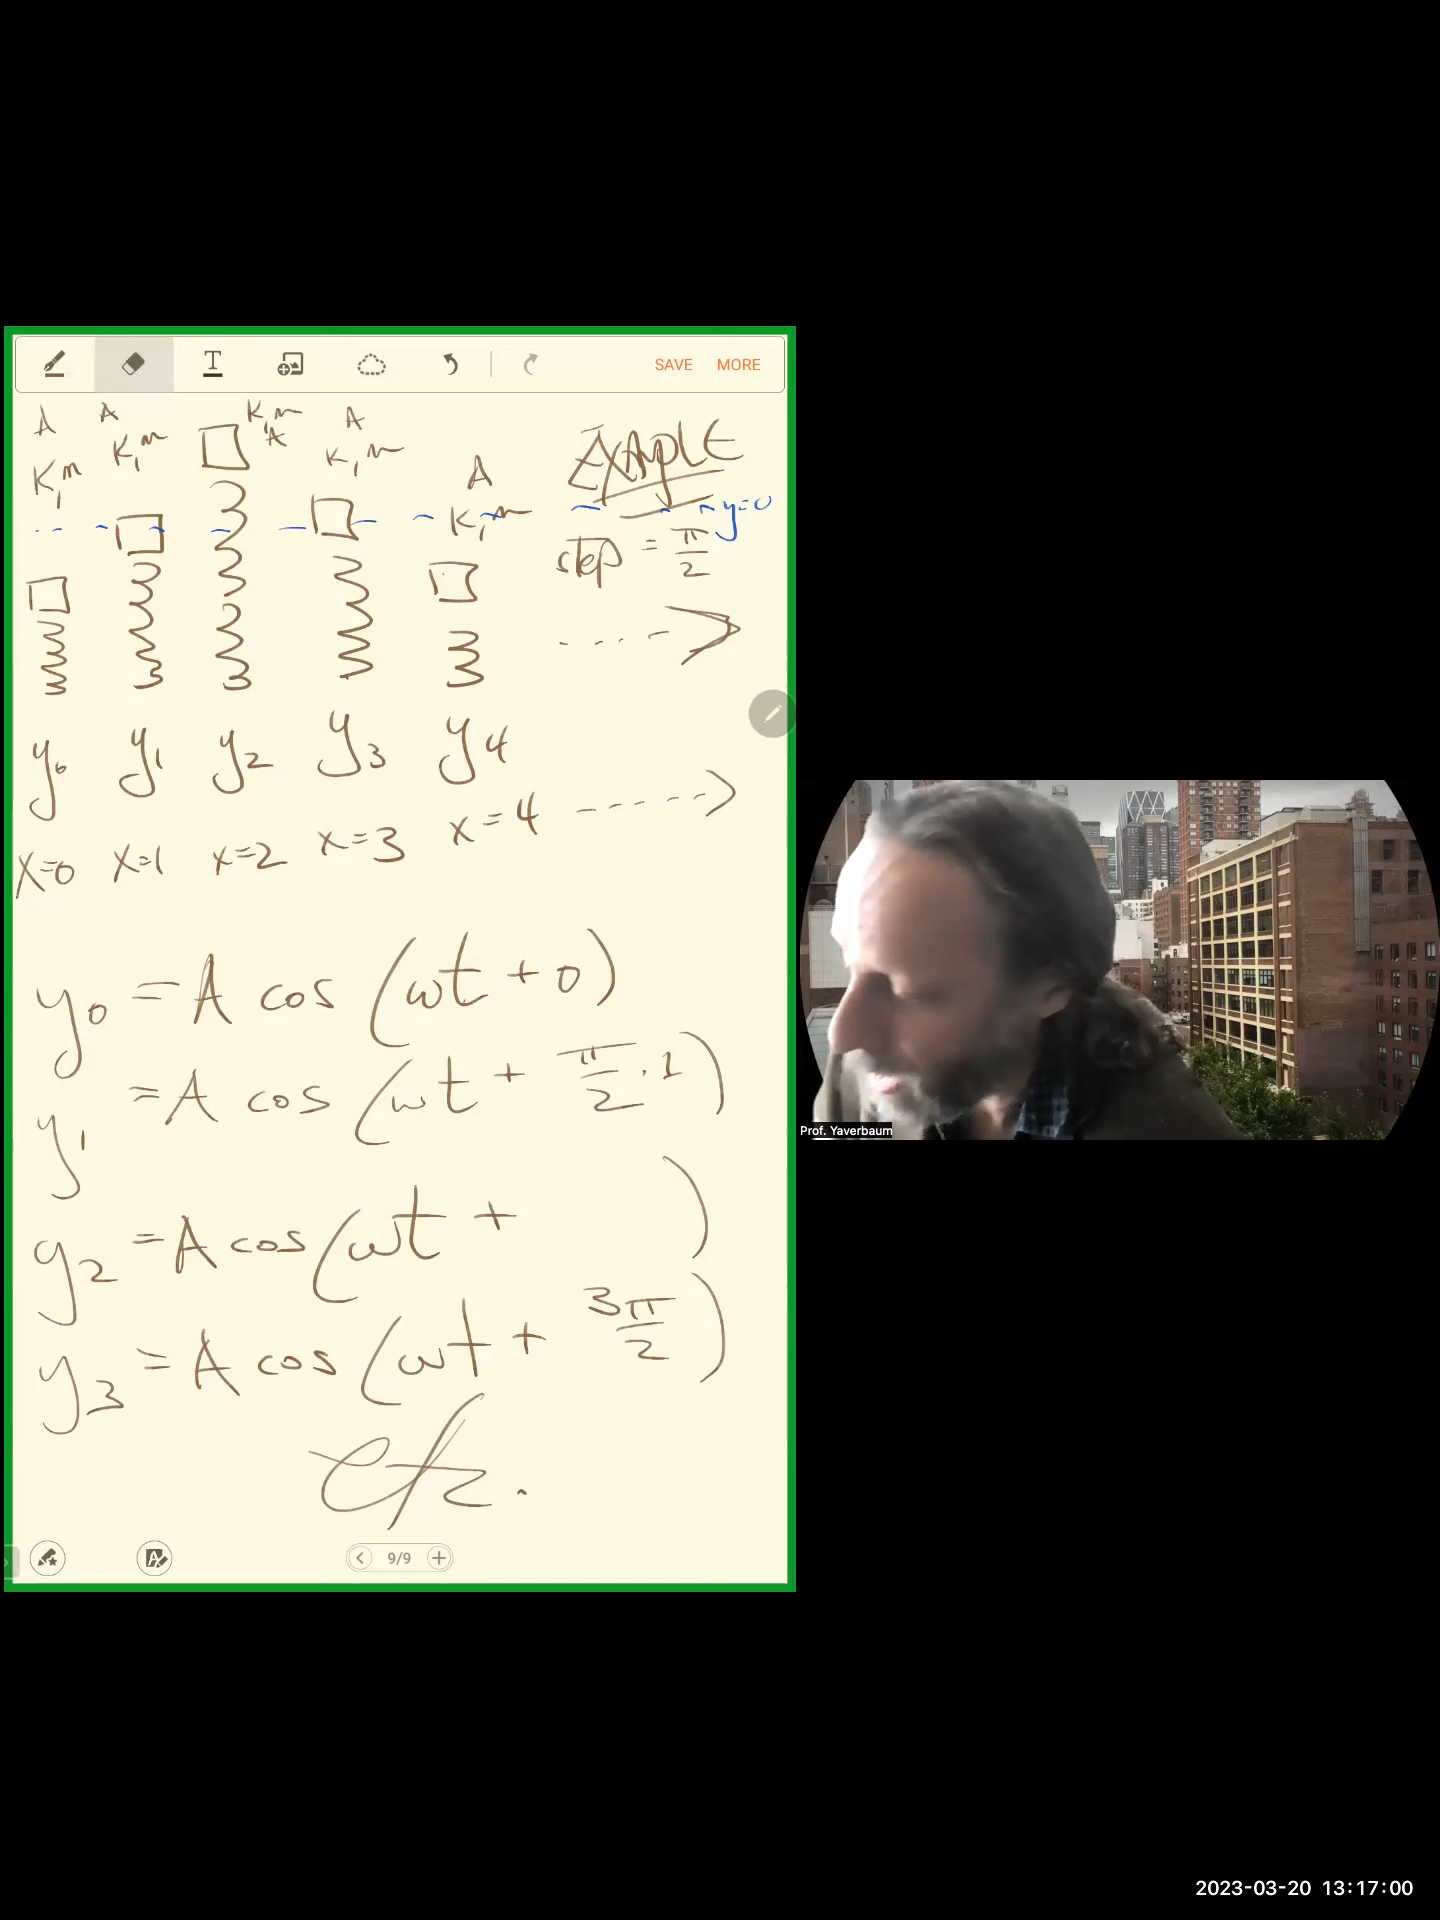 SAVE MORE
A A K,m A
K,m K,m A K,m A
K,m
EXAPLE
y=0
step = π/2
y₀ y₁ y₂ y₃ y₄
x=0 x=1 x=2 x=3 x=4 ---->
y₀ = A cos (ωt + 0)
y₁ = A cos (ωt + π/2 · 1)
y₂ = A cos (ωt + )
y₃ = A cos (ωt + 3π/2)
etc.
9/9
Prof. Yaverbaum
2023-03-20 13:17:00